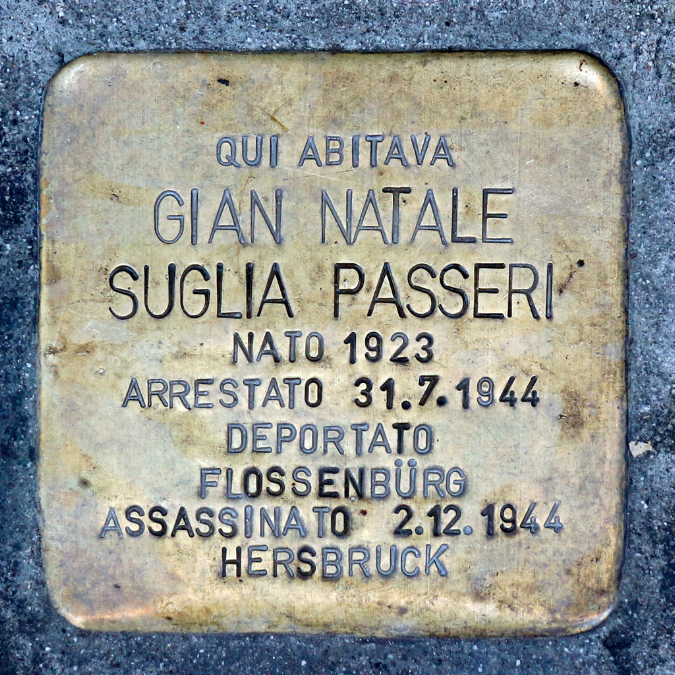 QUI ABITAVA
GIAN NATALE
SUGLIA PASSERI
NATO 1923
ARRESTATO 31.7.1944
DEPORTATO
FLOSSENBÜRG
ASSASSINATO 2.12.1944
HERSBRUCK